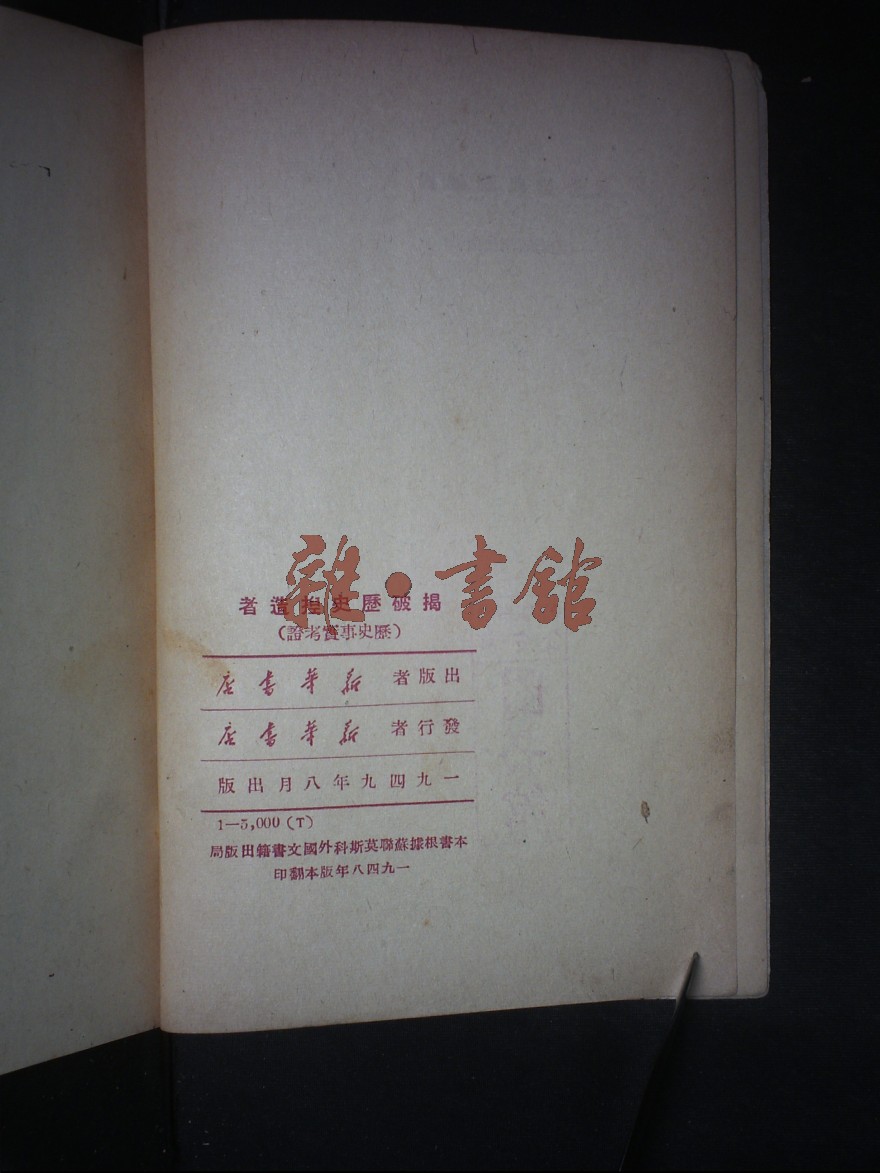 雜·書館
揭破歷史捏造者
(歷史事實考證)
出版者 新華書店
發行者 新華書店
一九四九年八月出版
1—5,000 (T)
本書根據蘇聯莫斯科外國文書籍出版局
一九四八年版本翻印